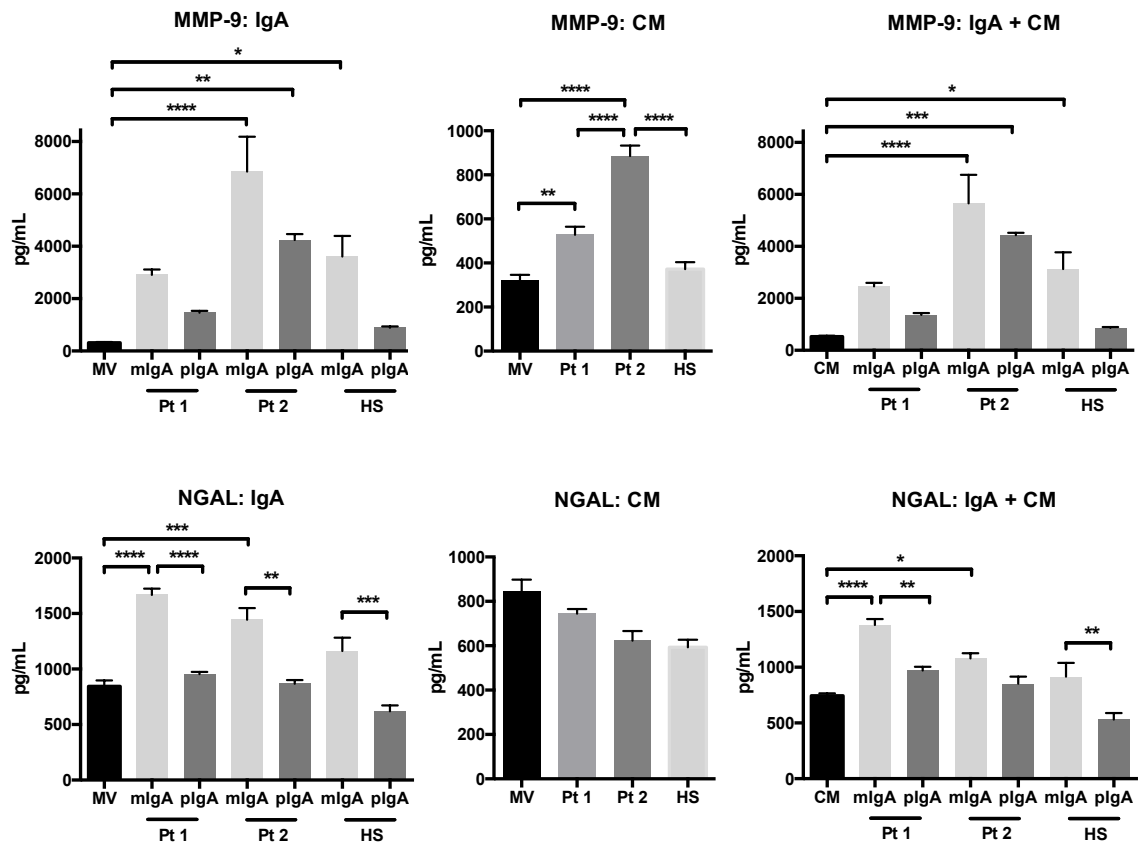 MMP-9: IgA
*
**
****
8000
6000
4000
2000
0
pg/mL
MV mIgA pIgA mIgA pIgA mIgA pIgA
Pt 1 Pt 2 HS
MMP-9: CM
****
**** ****
**
1000
800
600
400
200
0
pg/mL
MV Pt 1 Pt 2 HS
MMP-9: IgA + CM
*
***
****
8000
6000
4000
2000
0
pg/mL
CM mIgA pIgA mIgA pIgA mIgA pIgA
Pt 1 Pt 2 HS
NGAL: IgA
***
**** ****
**
***
2000
1500
1000
500
0
pg/mL
MV mIgA pIgA mIgA pIgA mIgA pIgA
Pt 1 Pt 2 HS
NGAL: CM
1000
800
600
400
200
0
pg/mL
MV Pt 1 Pt 2 HS
NGAL: IgA + CM
*
**** **
**
2000
1500
1000
500
0
pg/mL
CM mIgA pIgA mIgA pIgA mIgA pIgA
Pt 1 Pt 2 HS